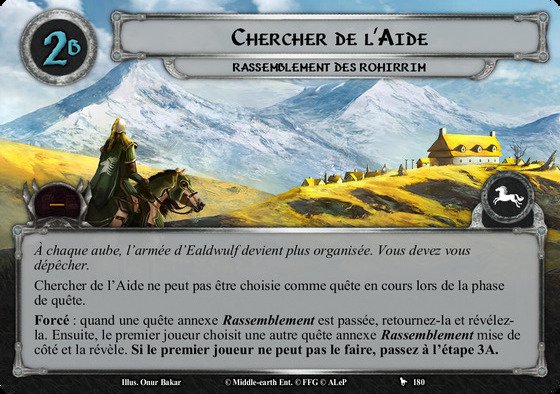 2B
Chercher de l'Aide
Rassemblement des Rohirrim
–
À chaque aube, l'armée d'Ealdwulf devient plus organisée. Vous devez vous
dépêcher.
Chercher de l'Aide ne peut pas être choisie comme quête en cours lors de la phase
de quête.
Forcé : quand une quête annexe Rassemblement est passée, retournez-la et révélez-
la. Ensuite, le premier joueur choisit une autre quête annexe Rassemblement mise de
côté et la révèle. Si le premier joueur ne peut pas le faire, passez à l'étape 3A.
Illus. Onur Bakar © Middle-earth Ent. © FFG © ALeP 180